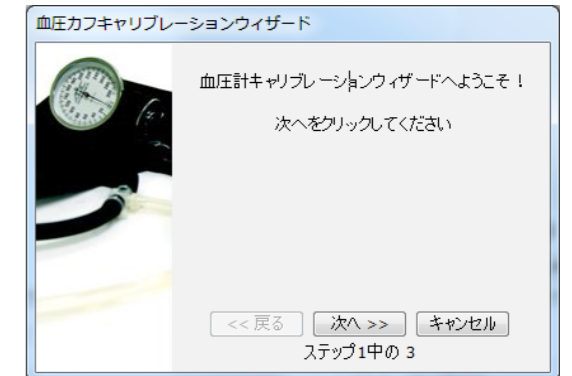 血圧カフキャリブレーションウィザード
血圧計キャリブレーションウィザードへようこそ！
次へをクリックしてください
<< 戻る 次へ >> キャンセル
ステップ1中の 3